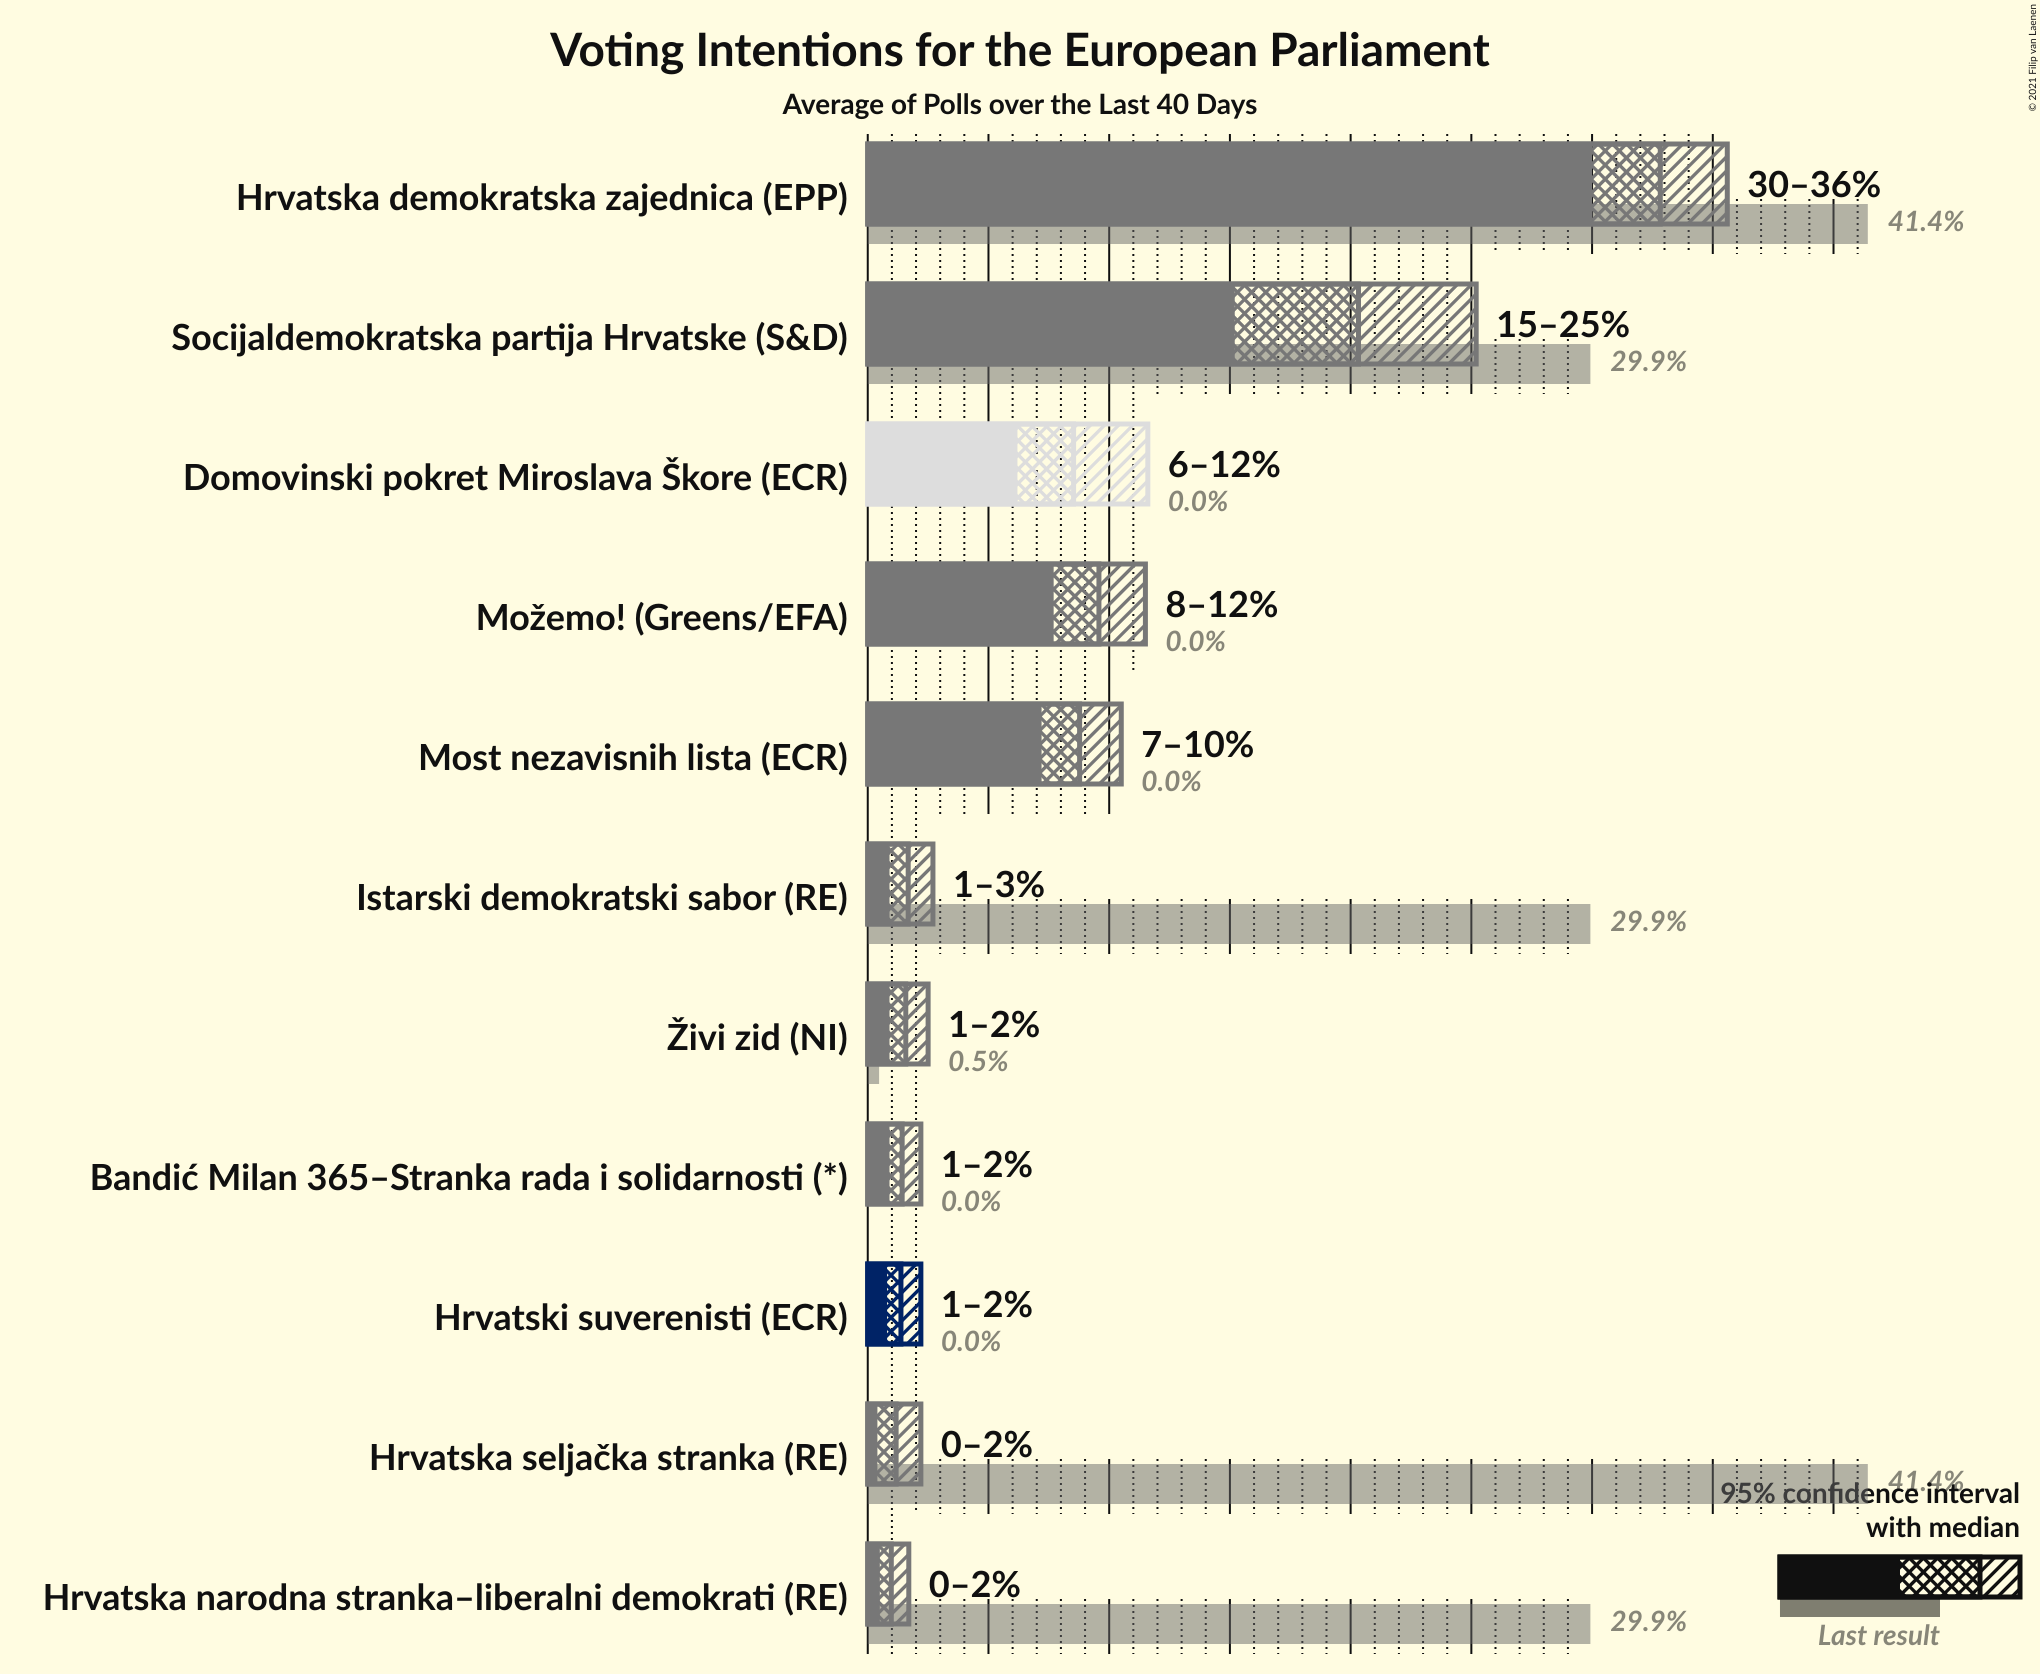 Voting Intentions for the European Parliament
Average of Polls over the Last 40 Days
© 2021 Filip van Laenen
Hrvatska demokratska zajednica (EPP)
30–36%
41.4%
Socijaldemokratska partija Hrvatske (S&D)
15–25%
29.9%
Domovinski pokret Miroslava Škore (ECR)
6–12%
0.0%
Možemo! (Greens/EFA)
8–12%
0.0%
Most nezavisnih lista (ECR)
7–10%
0.0%
Istarski demokratski sabor (RE)
1–3%
29.9%
Živi zid (NI)
1–2%
0.5%
Bandić Milan 365–Stranka rada i solidarnosti (*)
1–2%
0.0%
Hrvatski suverenisti (ECR)
1–2%
0.0%
Hrvatska seljačka stranka (RE)
0–2%
41.4%
Hrvatska narodna stranka–liberalni demokrati (RE)
0–2%
29.9%
95% confidence interval
with median
Last result